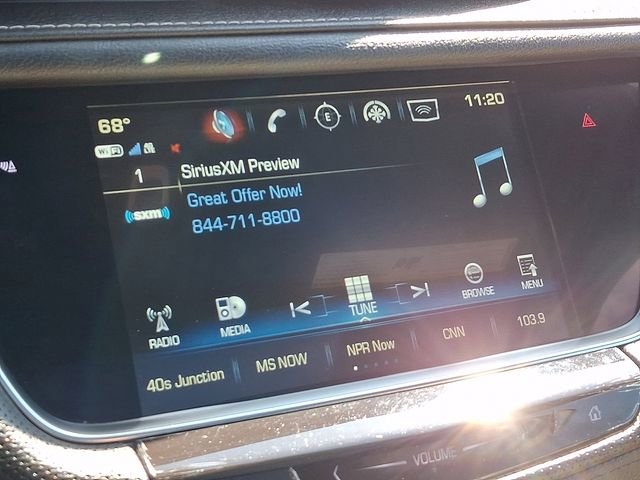 68°
11:20
E
WiFi
1
SiriusXM Preview
((sxm))
Great Offer Now!
844-711-8800
RADIO
MEDIA
TUNE
BROWSE
MENU
40s Junction
MS NOW
NPR Now
CNN
103.9
VOLUME